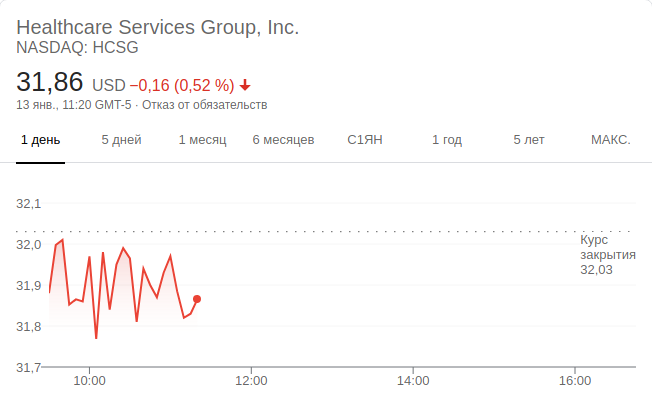 Healthcare Services Group, Inc.
NASDAQ: HCSG
31,86 USD −0,16 (0,52 %)
13 янв., 11:20 GMT-5 · Отказ от обязательств
1 день 5 дней 1 месяц 6 месяцев С1ЯН 1 год 5 лет МАКС.
32,1
32,0
31,9
31,8
31,7
Курс
закрытия
32,03
10:00 12:00 14:00 16:00